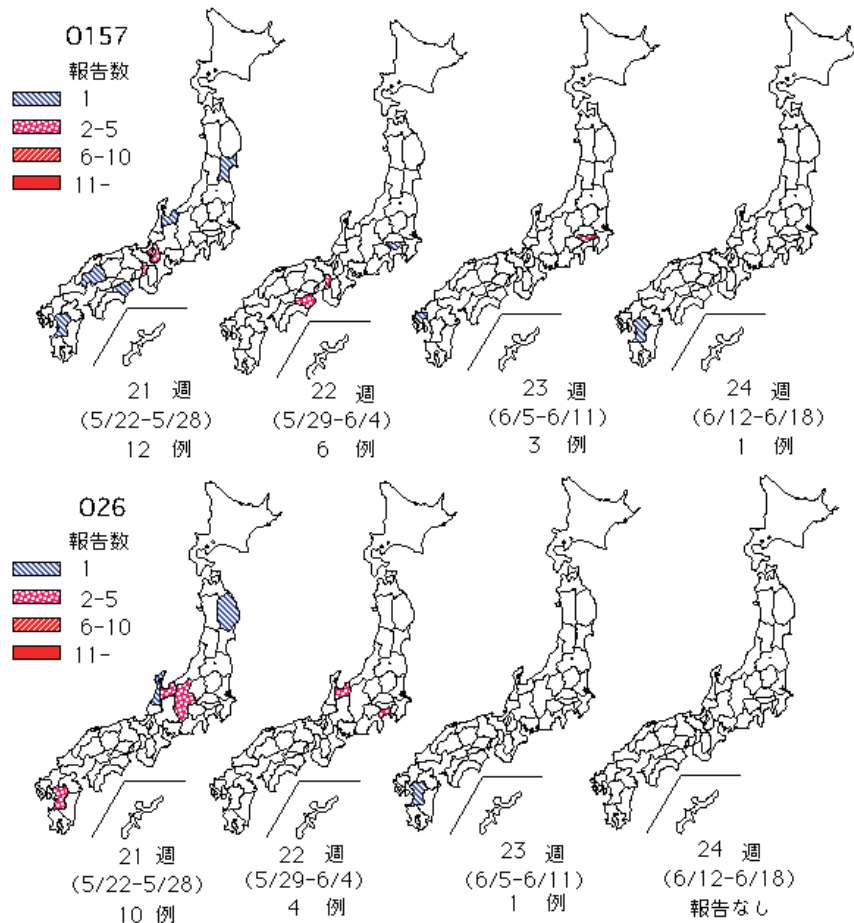 O157
報告数
1
2-5
6-10
11-
21 週
(5/22-5/28)
12 例
22 週
(5/29-6/4)
6 例
23 週
(6/5-6/11)
3 例
24 週
(6/12-6/18)
1 例
O26
報告数
1
2-5
6-10
11-
21 週
(5/22-5/28)
10 例
22 週
(5/29-6/4)
4 例
23 週
(6/5-6/11)
1 例
24 週
(6/12-6/18)
報告なし